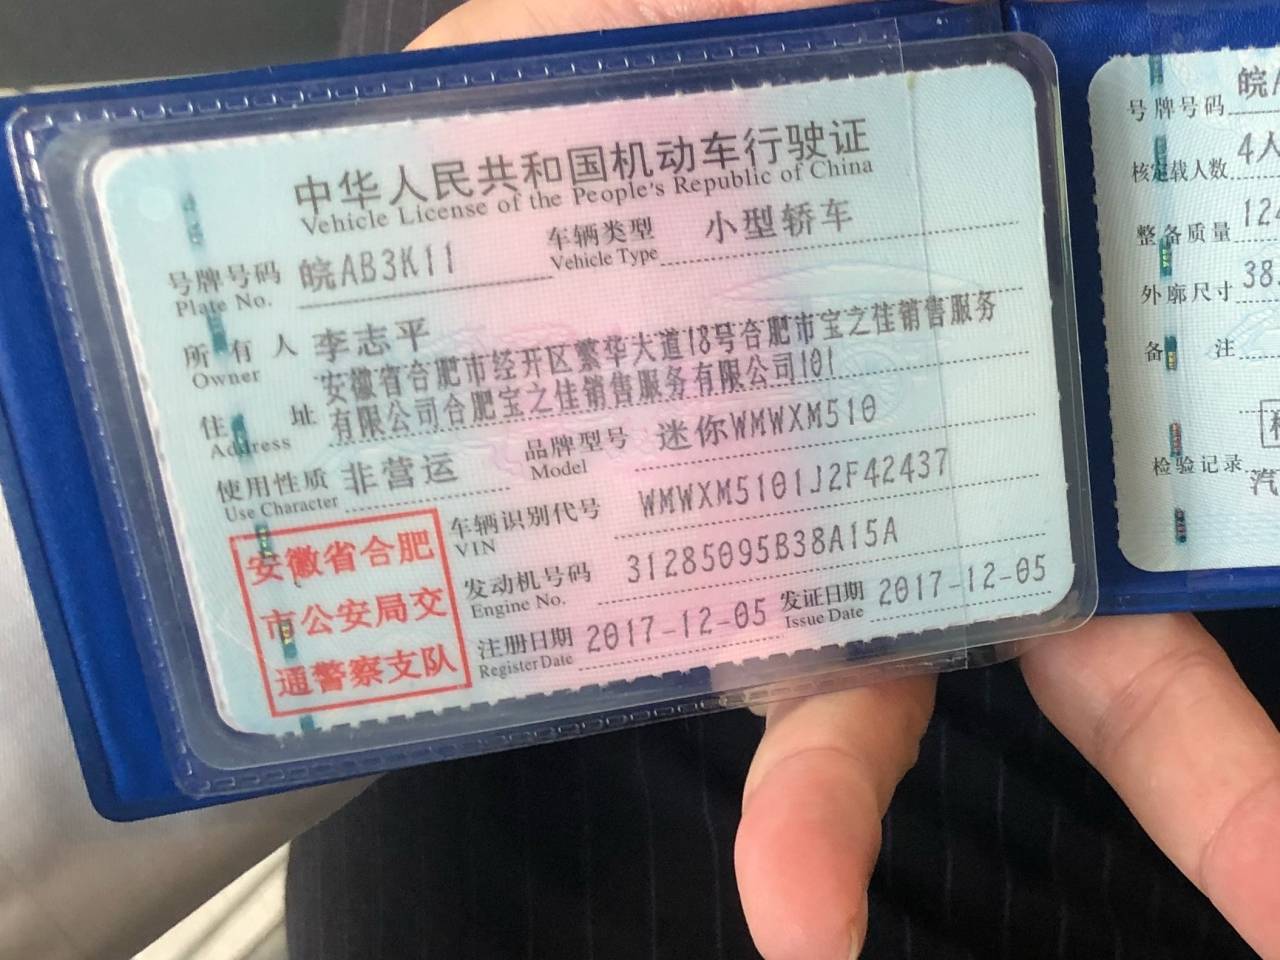 中华人民共和国机动车行驶证
Vehicle License of the People's Republic of China
号牌号码 皖AB3K11 车辆类型 小型轿车
Plate No. Vehicle Type
所有人 李志平
Owner
安徽省合肥市经开区繁华大道18号合肥市宝之佳销售服务
住址 有限公司合肥宝之佳销售服务有限公司101
Address
使用性质 非营运 品牌型号 迷你WMWXM510
Use Character Model
车辆识别代号 WMWXM5101J2F42437
VIN
发动机号码 31285095B38A15A
Engine No.
注册日期 2017-12-05 发证日期 2017-12-05
Register Date Issue Date
安徽省合肥
市公安局交
通警察支队
号牌号码 皖
核定载人数 4人
整备质量 12
外廓尺寸 38
备注
检验记录
汽